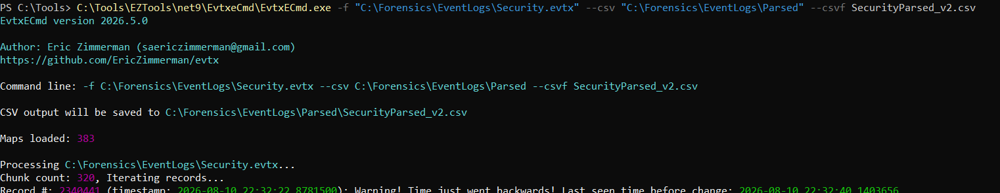 PS C:\Tools> C:\Tools\EZTools\net9\EvtxeCmd\EvtxECmd.exe -f "C:\Forensics\EventLogs\Security.evtx" --csv "C:\Forensics\EventLogs\Parsed" --csvf SecurityParsed_v2.csv
EvtxECmd version 2026.5.0
Author: Eric Zimmerman (saericzimmerman@gmail.com)
https://github.com/EricZimmerman/evtx
Command line: -f C:\Forensics\EventLogs\Security.evtx --csv C:\Forensics\EventLogs\Parsed --csvf SecurityParsed_v2.csv
CSV output will be saved to C:\Forensics\EventLogs\Parsed\SecurityParsed_v2.csv
Maps loaded: 383
Processing C:\Forensics\EventLogs\Security.evtx...
Chunk count: 320, Iterating records...
Record #: 2340441 (timestamp: 2026-08-10 22:32:22.8781500): Warning! Time just went backwards! Last seen time before change: 2026-08-10 22:32:40.1403656